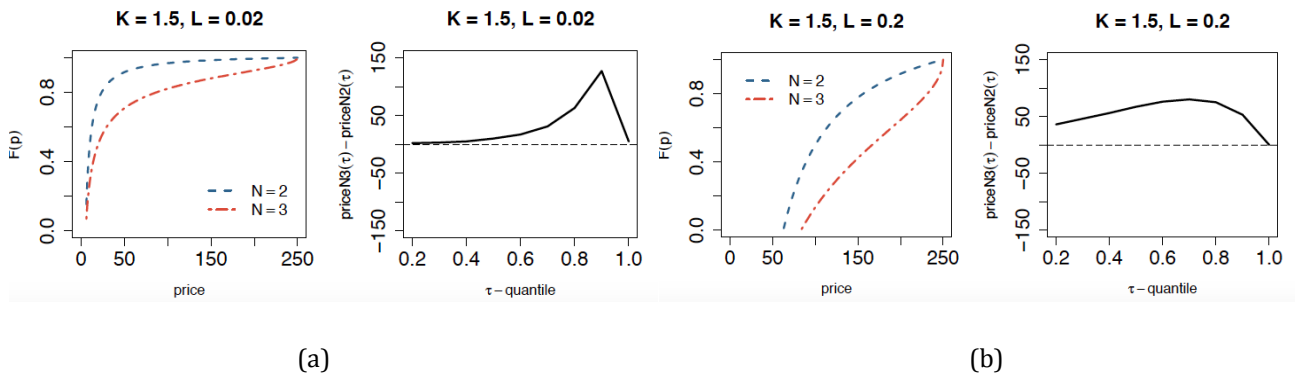 K = 1.5, L = 0.02
F(p)
0.0 0.4 0.8
N = 2
N = 3
0 50 150 250
price
K = 1.5, L = 0.02
priceN3(τ) − priceN2(τ)
−150 −50 50 150
0.2 0.4 0.6 0.8 1.0
τ − quantile
K = 1.5, L = 0.2
F(p)
0.0 0.4 0.8
N = 2
N = 3
0 50 150 250
price
K = 1.5, L = 0.2
priceN3(τ) − priceN2(τ)
−150 −50 50 150
0.2 0.4 0.6 0.8 1.0
τ − quantile
(a)
(b)